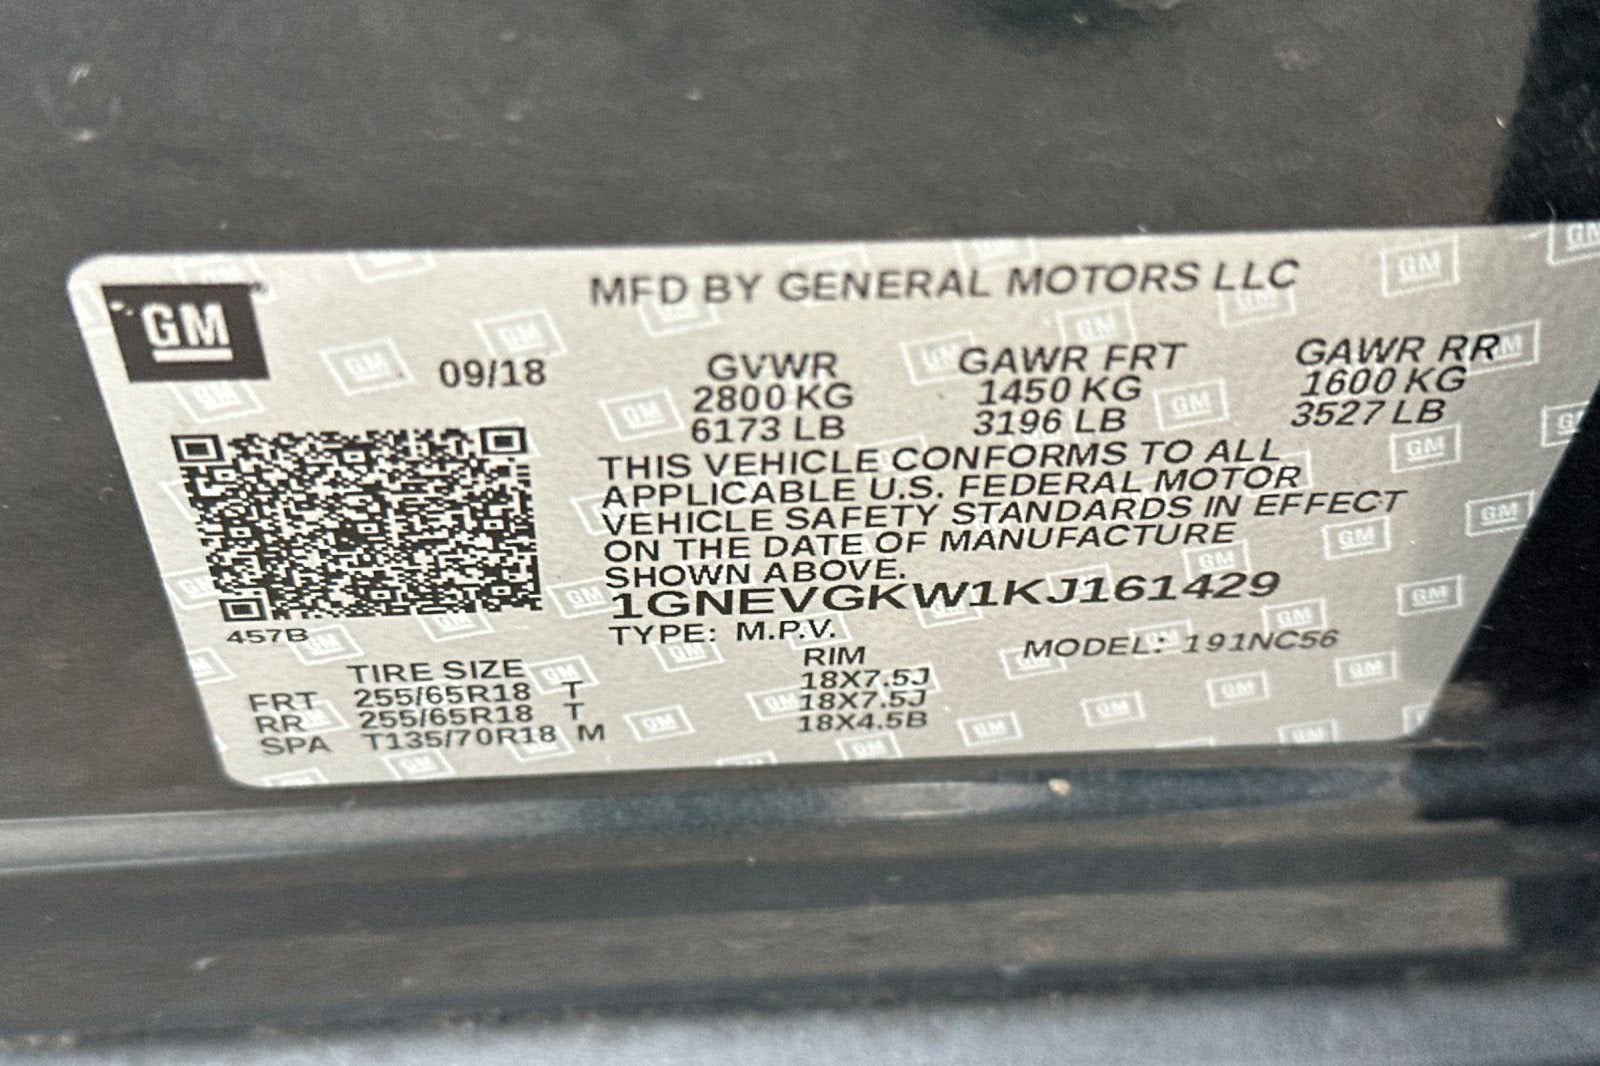 GM
MFD BY GENERAL MOTORS LLC
09/18
GVWR GAWR FRT GAWR RR
2800 KG 1450 KG 1600 KG
6173 LB 3196 LB 3527 LB
THIS VEHICLE CONFORMS TO ALL
APPLICABLE U.S. FEDERAL MOTOR
VEHICLE SAFETY STANDARDS IN EFFECT
ON THE DATE OF MANUFACTURE
SHOWN ABOVE.
1GNEVGKW1KJ161429
457B
TYPE: M.P.V. MODEL: 191NC56
TIRE SIZE RIM
FRT 255/65R18 T 18X7.5J
RR 255/65R18 T 18X7.5J
SPA T135/70R18 M 18X4.5B